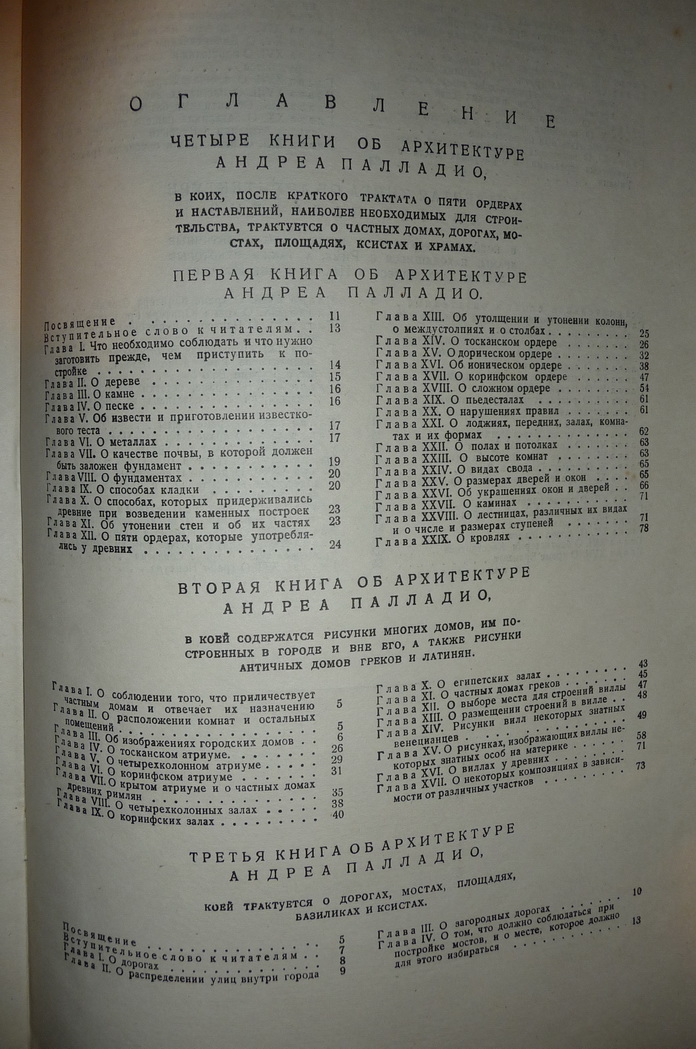 ОГЛАВЛЕНИЕ
ЧЕТЫРЕ КНИГИ ОБ АРХИТЕКТУРЕ
АНДРЕА ПАЛЛАДИО,
В КОИХ, ПОСЛЕ КРАТКОГО ТРАКТАТА О ПЯТИ ОРДЕРАХ
И НАСТАВЛЕНИЙ, НАИБОЛЕЕ НЕОБХОДИМЫХ ДЛЯ СТРОИ-
ТЕЛЬСТВА, ТРАКТУЕТСЯ О ЧАСТНЫХ ДОМАХ, ДОРОГАХ, МО-
СТАХ, ПЛОЩАДЯХ, КСИСТАХ И ХРАМАХ.
ПЕРВАЯ КНИГА ОБ АРХИТЕКТУРЕ
АНДРЕА ПАЛЛАДИО.
Посвящение . . . . . . . . . . . . . 11
Вступительное слово к читателям . . 13
Глава I. Что необходимо соблюдать и что нужно
заготовить прежде, чем приступить к по-
стройке . . . . . . . . . . . . . . 14
Глава II. О дереве . . . . . . . . . . 15
Глава III. О камне . . . . . . . . . . 16
Глава IV. О песке . . . . . . . . . . 16
Глава V. Об извести и приготовлении известко-
вого теста . . . . . . . . . . . . . 17
Глава VI. О металлах . . . . . . . . . 17
Глава VII. О качестве почвы, в которой должен
быть заложен фундамент . . . . . . . 19
Глава VIII. О фундаментах . . . . . . . 20
Глава IX. О способах кладки . . . . . . 20
Глава X. О способах, которых придерживались
древние при возведении каменных построек 23
Глава XI. Об утонении стен и об их частях 23
Глава XII. О пяти ордерах, которые употребля-
лись у древних . . . . . . . . . . . 24
Глава XIII. Об утолщении и утонении колонн,
о междустолпиях и о столбах . . . . . 25
Глава XIV. О тосканском ордере . . . . 26
Глава XV. О дорическом ордере . . . . . 32
Глава XVI. Об ионическом ордере . . . . 38
Глава XVII. О коринфском ордере . . . . 47
Глава XVIII. О сложном ордере . . . . . 54
Глава XIX. О пьедесталах . . . . . . . 61
Глава XX. О нарушениях правил . . . . . 61
Глава XXI. О лоджиях, передних, залах, комна-
тах и их формах . . . . . . . . . . 62
Глава XXII. О полах и потолках . . . . 63
Глава XXIII. О высоте комнат . . . . . 63
Глава XXIV. О видах свода . . . . . . . 65
Глава XXV. О размерах дверей и окон . . 65
Глава XXVI. Об украшениях окон и дверей . . 66
Глава XXVII. О каминах . . . . . . . . 71
Глава XXVIII. О лестницах, различных их видах
и о числе и размерах ступеней . . . . 71
Глава XXIX. О кровлях . . . . . . . . . 78
ВТОРАЯ КНИГА ОБ АРХИТЕКТУРЕ
АНДРЕА ПАЛЛАДИО,
В КОЕЙ СОДЕРЖАТСЯ РИСУНКИ МНОГИХ ДОМОВ, ИМ ПО-
СТРОЕННЫХ В ГОРОДЕ И ВНЕ ЕГО, А ТАКЖЕ РИСУНКИ
АНТИЧНЫХ ДОМОВ ГРЕКОВ И ЛАТИНЯН.
Глава I. О соблюдении того, что приличествует
частным домам и отвечает их назначению 5
Глава II. О расположении комнат и остальных
помещений . . . . . . . . . . . . . 5
Глава III. Об изображениях городских домов . . 6
Глава IV. О тосканском атриуме . . . . . 26
Глава V. О четырехколонном атриуме . . . 29
Глава VI. О коринфском атриуме . . . . . 31
Глава VII. О крытом атриуме и о частных домах
древних римлян . . . . . . . . . . . 35
Глава VIII. О четырехколонных залах . . . 38
Глава IX. О коринфских залах . . . . . . 40
Глава X. О египетских залах . . . . . . 43
Глава XI. О частных домах греков . . . . 45
Глава XII. О выборе места для строений виллы 47
Глава XIII. О размещении строений в вилле . . 48
Глава XIV. Рисунки вилл некоторых знатных
венецианцев . . . . . . . . . . . . 49
Глава XV. О рисунках, изображающих виллы не-
которых знатных особ на материке . . . 58
Глава XVI. О виллах у древних . . . . . 71
Глава XVII. О некоторых композициях в зависи-
мости от различных участков . . . . . 73
ТРЕТЬЯ КНИГА ОБ АРХИТЕКТУРЕ
АНДРЕА ПАЛЛАДИО,
КОЕЙ ТРАКТУЕТСЯ О ДОРОГАХ, МОСТАХ, ПЛОЩАДЯХ,
БАЗИЛИКАХ И КСИСТАХ.
Посвящение . . . . . . . . . . . . . 5
Вступительное слово к читателям . . 7
Глава I. О дорогах . . . . . . . . . . 8
Глава II. О распределении улиц внутри города 9
Глава III. О загородных дорогах . . . . 10
Глава IV. О том, что должно соблюдаться при
постройке мостов, и о месте, которое должно
для этого избираться . . . . . . . . 13